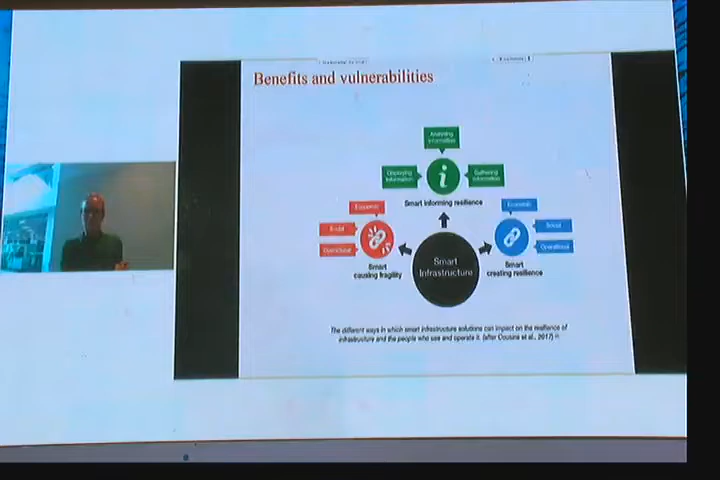 Benefits and vulnerabilities
Analysing
information
Displaying
information
Gathering
information
Smart informing resilience
Economic
Social
Operational
Smart
causing fragility
Economic
Social
Operational
Smart
creating resilience
Smart
Infrastructure
The different ways in which smart infrastructure solutions can impact on the resilience of
infrastructure and the people who use and operate it. (after Cousins et al., 2017)